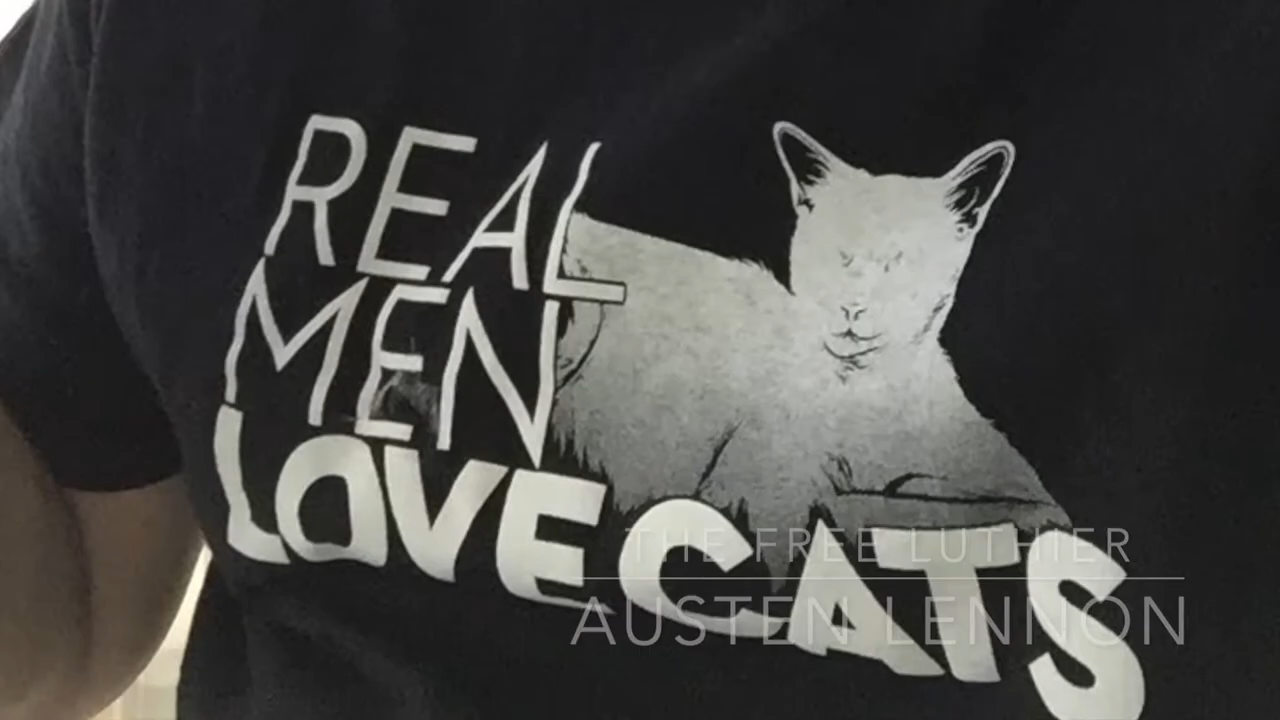 REAL
MEN
LOVE CATS
THE FREE LUTHIER
AUSTEN LENNON